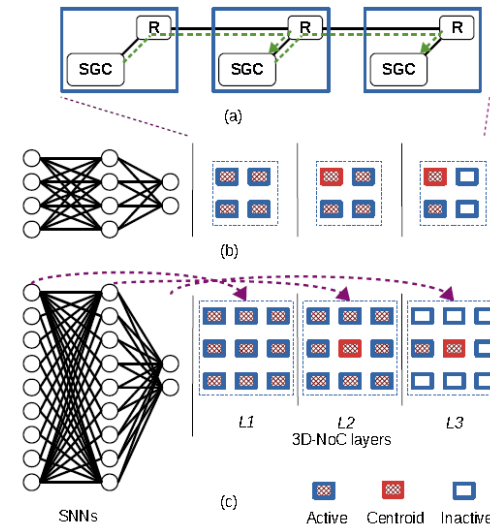 R R R
SGC SGC SGC
(a)
(b)
L1 L2 L3
3D-NoC layers
(c)
SNNs
Active Centroid Inactive